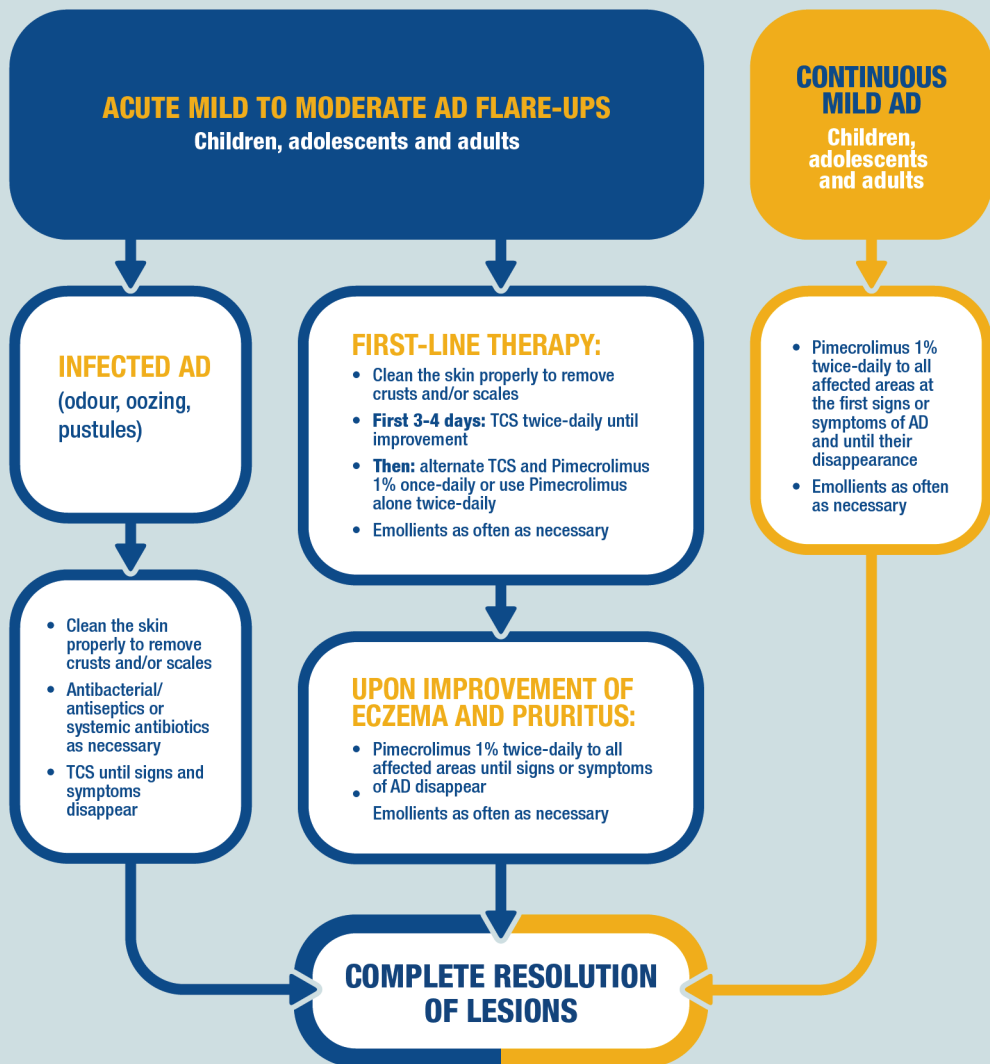 ACUTE MILD TO MODERATE AD FLARE-UPS
Children, adolescents and adults
CONTINUOUS
MILD AD
Children,
adolescents
and adults
INFECTED AD
(odour, oozing,
pustules)
FIRST-LINE THERAPY:
• Clean the skin properly to remove
crusts and/or scales
• First 3-4 days: TCS twice-daily until
improvement
• Then: alternate TCS and Pimecrolimus
1% once-daily or use Pimecrolimus
alone twice-daily
• Emollients as often as necessary
• Pimecrolimus 1%
twice-daily to all
affected areas at
the first signs or
symptoms of AD
and until their
disappearance
• Emollients as often
as necessary
• Clean the skin
properly to remove
crusts and/or scales
• Antibacterial/
antiseptics or
systemic antibiotics
as necessary
• TCS until signs and
symptoms
disappear
UPON IMPROVEMENT OF
ECZEMA AND PRURITUS:
• Pimecrolimus 1% twice-daily to all
affected areas until signs or symptoms
of AD disappear
• Emollients as often as necessary
COMPLETE RESOLUTION
OF LESIONS